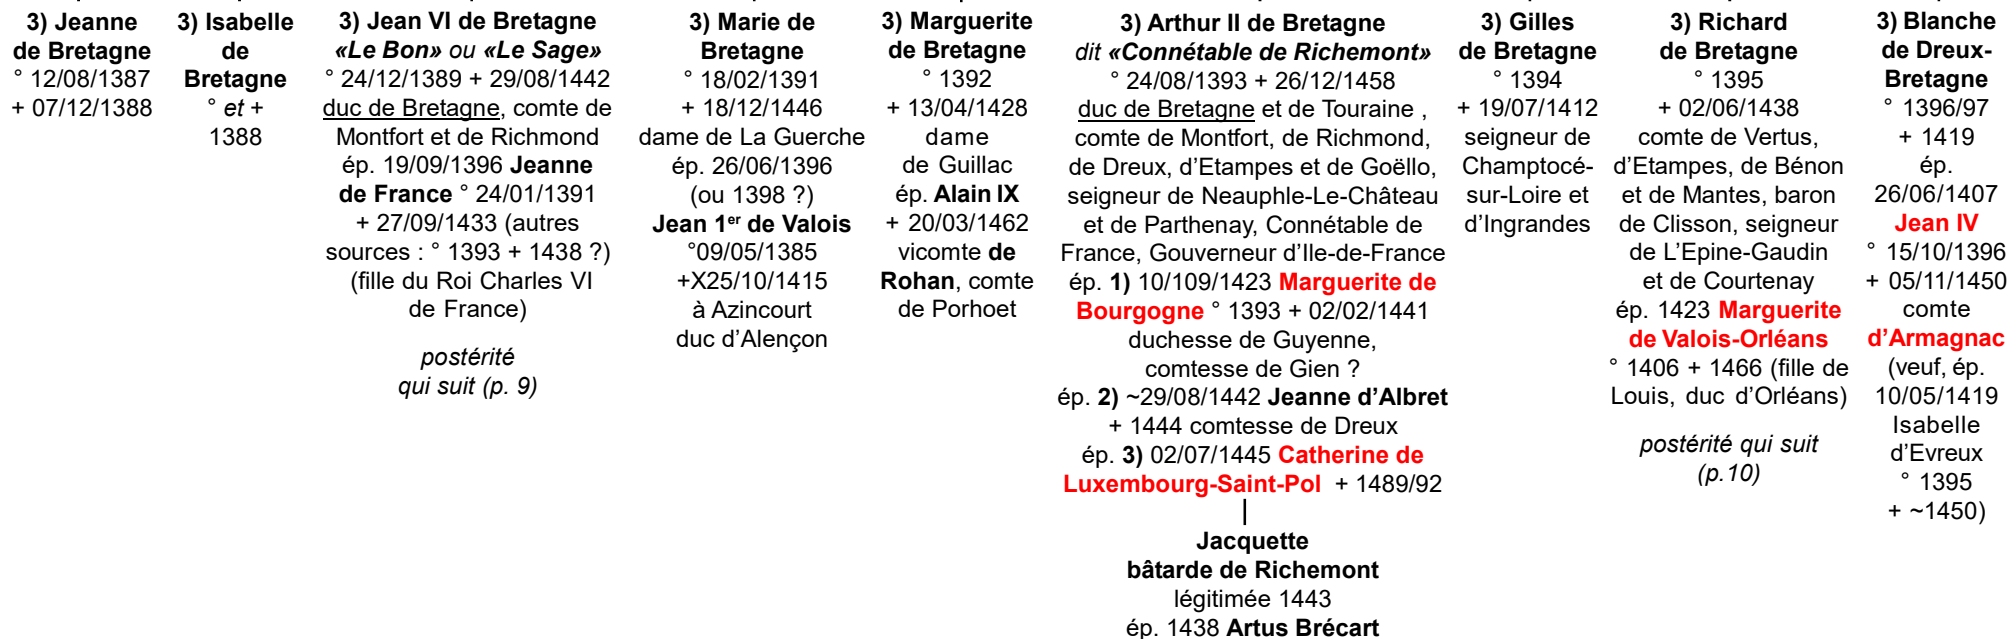 3) Jeanne
de Bretagne
° 12/08/1387
+ 07/12/1388
3) Isabelle
de
Bretagne
° et +
1388
3) Jean VI de Bretagne
«Le Bon» ou «Le Sage»
° 24/12/1389 + 29/08/1442
duc de Bretagne, comte de
Montfort et de Richmond
ép. 19/09/1396 Jeanne
de France ° 24/01/1391
+ 27/09/1433 (autres
sources : ° 1393 + 1438 ?)
(fille du Roi Charles VI
de France)
postérité
qui suit (p. 9)
3) Marie de
Bretagne
° 18/02/1391
+ 18/12/1446
dame de La Guerche
ép. 26/06/1396
(ou 1398 ?)
Jean 1er de Valois
°09/05/1385
+X25/10/1415
à Azincourt
duc d’Alençon
3) Marguerite
de Bretagne
° 1392
+ 13/04/1428
dame
de Guillac
ép. Alain IX
+ 20/03/1462
vicomte de
Rohan, comte
de Porhoet
3) Arthur II de Bretagne
dit «Connétable de Richemont»
° 24/08/1393 + 26/12/1458
duc de Bretagne et de Touraine ,
comte de Montfort, de Richmond,
de Dreux, d’Etampes et de Goëllo,
seigneur de Neauphle-Le-Château
et de Parthenay, Connétable de
France, Gouverneur d’Ile-de-France
ép. 1) 10/109/1423 Marguerite de
Bourgogne ° 1393 + 02/02/1441
duchesse de Guyenne,
comtesse de Gien ?
ép. 2) ~29/08/1442 Jeanne d’Albret
+ 1444 comtesse de Dreux
ép. 3) 02/07/1445 Catherine de
Luxembourg-Saint-Pol + 1489/92
Jacquette
bâtarde de Richemont
légitimée 1443
ép. 1438 Artus Brécart
3) Gilles
de Bretagne
° 1394
+ 19/07/1412
seigneur de
Champtocé-
sur-Loire et
d’Ingrandes
3) Richard
de Bretagne
° 1395
+ 02/06/1438
comte de Vertus,
d’Etampes, de Bénon
et de Mantes, baron
de Clisson, seigneur
de L’Epine-Gaudin
et de Courtenay
ép. 1423 Marguerite
de Valois-Orléans
° 1406 + 1466 (fille de
Louis, duc d’Orléans)
postérité qui suit
(p.10)
3) Blanche
de Dreux-
Bretagne
° 1396/97
+ 1419
ép.
26/06/1407
Jean IV
° 15/10/1396
+ 05/11/1450
comte
d’Armagnac
(veuf, ép.
10/05/1419
Isabelle
d’Evreux
° 1395
+ ~1450)